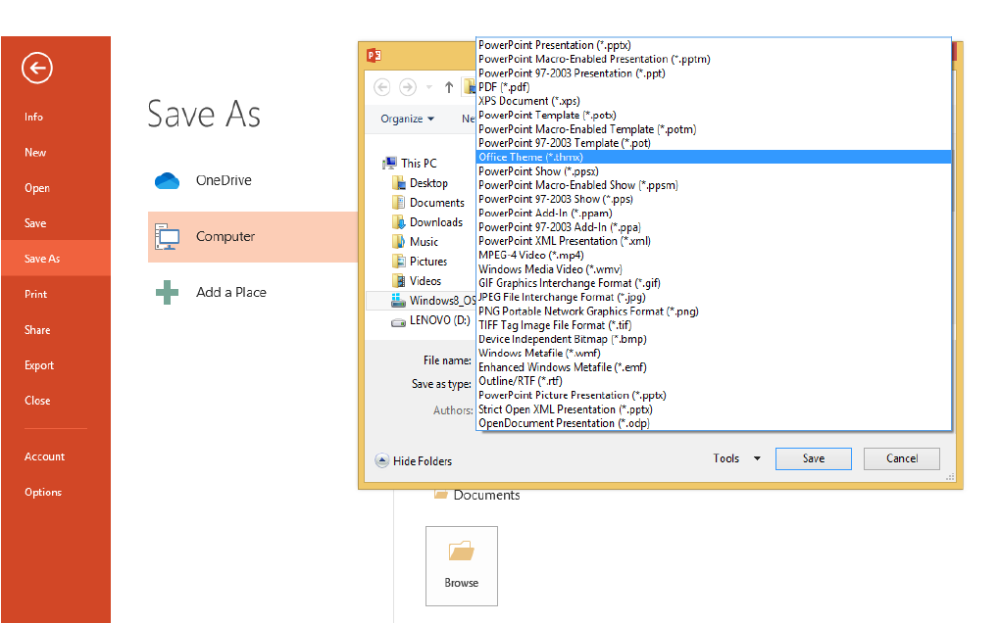 Info
New
Open
Save
Save As
Print
Share
Export
Close
Account
Options
Save As
OneDrive
Computer
Add a Place
Organize
Ne
This PC
Desktop
Documents
Downloads
Music
Pictures
Videos
Windows8_OS
LENOVO (D:)
File name:
Save as type:
Authors:
PowerPoint Presentation (*.pptx)
PowerPoint Macro-Enabled Presentation (*.pptm)
PowerPoint 97-2003 Presentation (*.ppt)
PDF (*.pdf)
XPS Document (*.xps)
PowerPoint Template (*.potx)
PowerPoint Macro-Enabled Template (*.potm)
PowerPoint 97-2003 Template (*.pot)
Office Theme (*.thmx)
PowerPoint Show (*.ppsx)
PowerPoint Macro-Enabled Show (*.ppsm)
PowerPoint 97-2003 Show (*.pps)
PowerPoint Add-In (*.ppam)
PowerPoint 97-2003 Add-In (*.ppa)
PowerPoint XML Presentation (*.xml)
MPEG-4 Video (*.mp4)
Windows Media Video (*.wmv)
GIF Graphics Interchange Format (*.gif)
JPEG File Interchange Format (*.jpg)
PNG Portable Network Graphics Format (*.png)
TIFF Tag Image File Format (*.tif)
Device Independent Bitmap (*.bmp)
Windows Metafile (*.wmf)
Enhanced Windows Metafile (*.emf)
Outline/RTF (*.rtf)
PowerPoint Picture Presentation (*.pptx)
Strict Open XML Presentation (*.pptx)
OpenDocument Presentation (*.odp)
Hide Folders
Tools
Save
Cancel
Documents
Browse